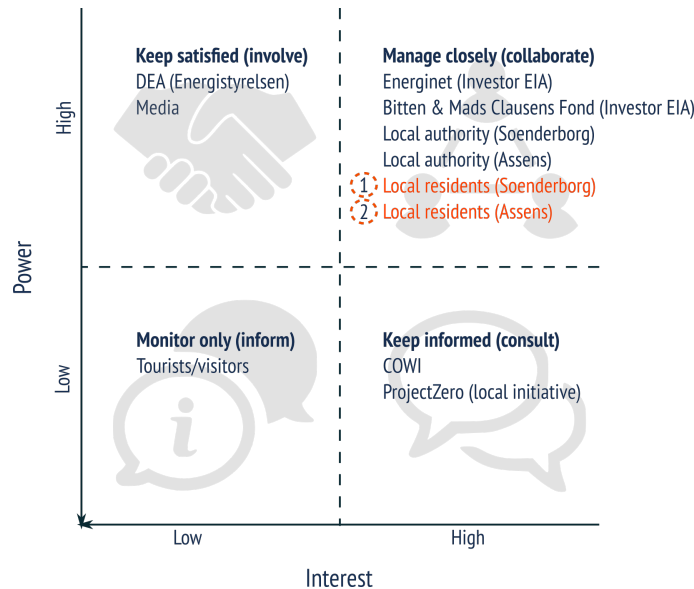 Keep satisfied (involve)
DEA (Energistyrelsen)
Media
Manage closely (collaborate)
Energinet (Investor EIA)
Bitten & Mads Clausens Fond (Investor EIA)
Local authority (Soenderborg)
Local authority (Assens)
1 Local residents (Soenderborg)
2 Local residents (Assens)
High
Power
Low
Monitor only (inform)
Tourists/visitors
i
Keep informed (consult)
COWI
ProjectZero (local initiative)
Low
High
Interest